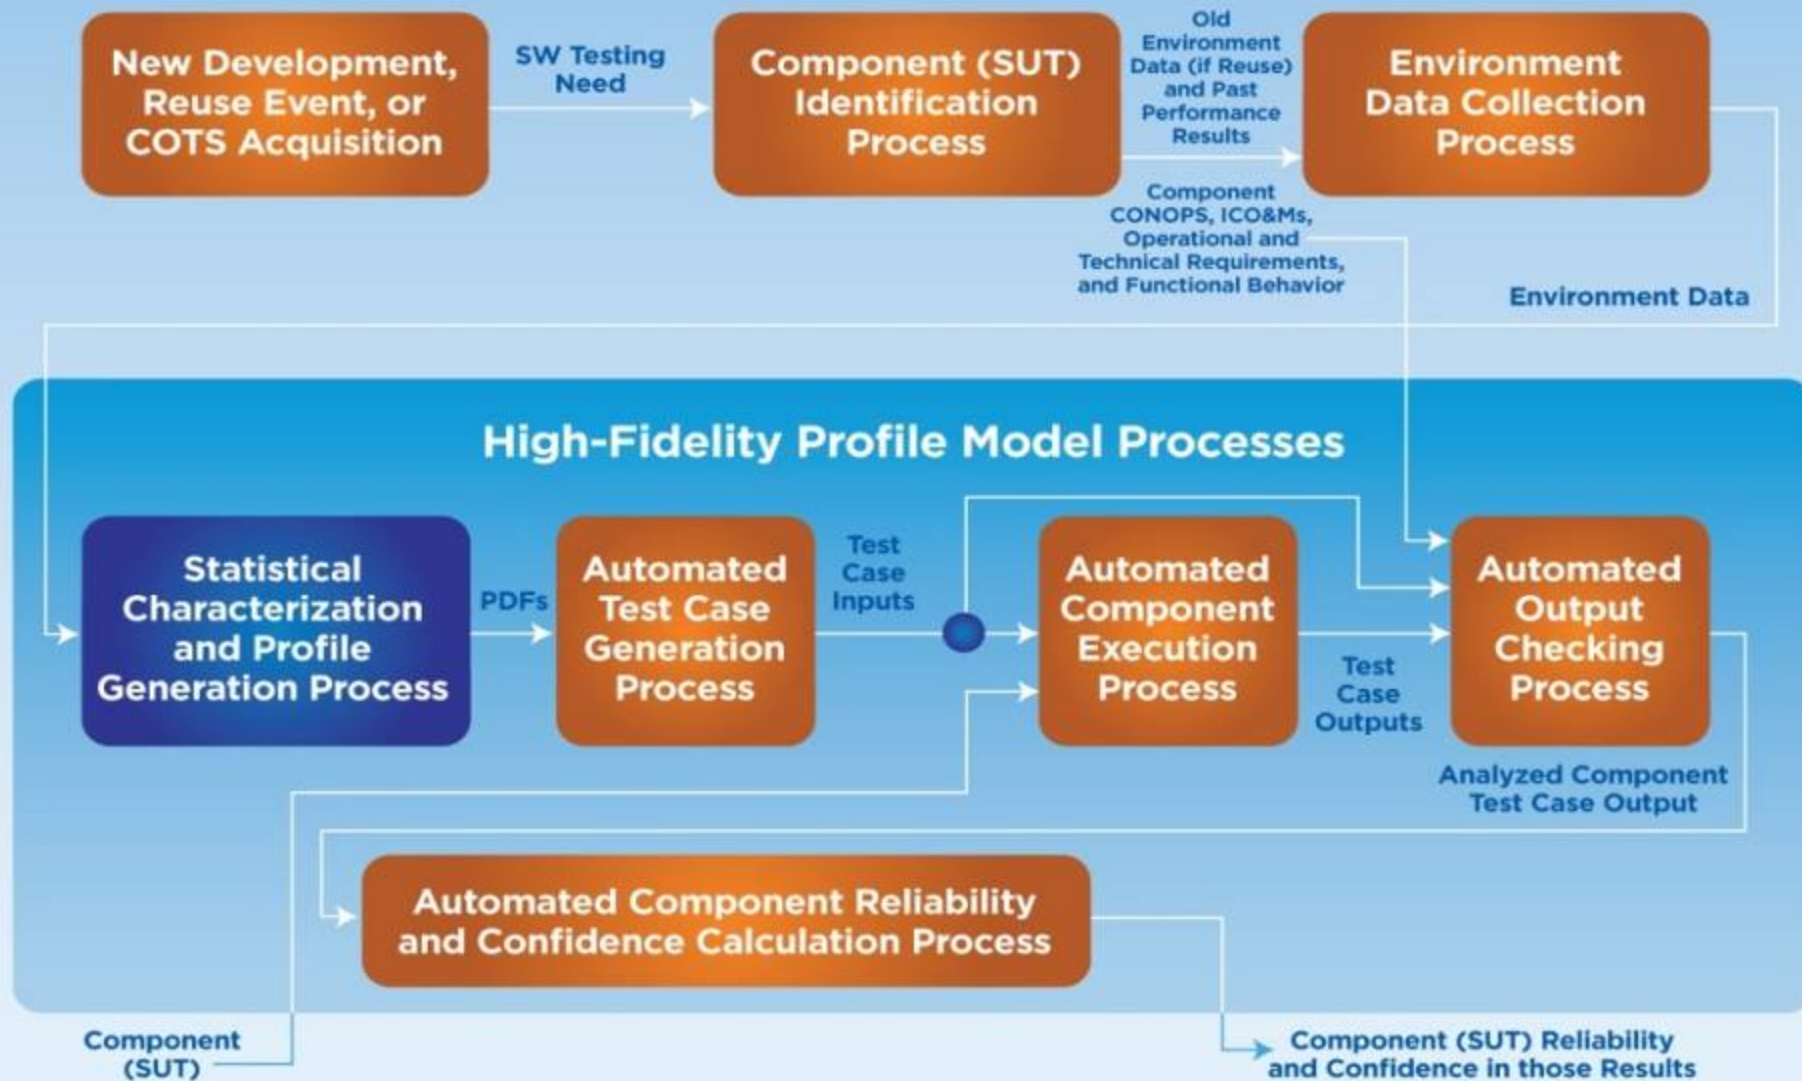 New Development,
Reuse Event, or
COTS Acquisition
SW Testing
Need
Component (SUT)
Identification
Process
Old
Environment
Data (if Reuse)
and Past
Performance
Results
Environment
Data Collection
Process
Component
CONOPS, ICO&Ms,
Operational and
Technical Requirements,
and Functional Behavior
Environment Data
High-Fidelity Profile Model Processes
Statistical
Characterization
and Profile
Generation Process
PDFs
Automated
Test Case
Generation
Process
Test
Case
Inputs
Automated
Component
Execution
Process
Test
Case
Outputs
Automated
Output
Checking
Process
Analyzed Component
Test Case Output
Automated Component Reliability
and Confidence Calculation Process
Component
(SUT)
Component (SUT) Reliability
and Confidence in those Results